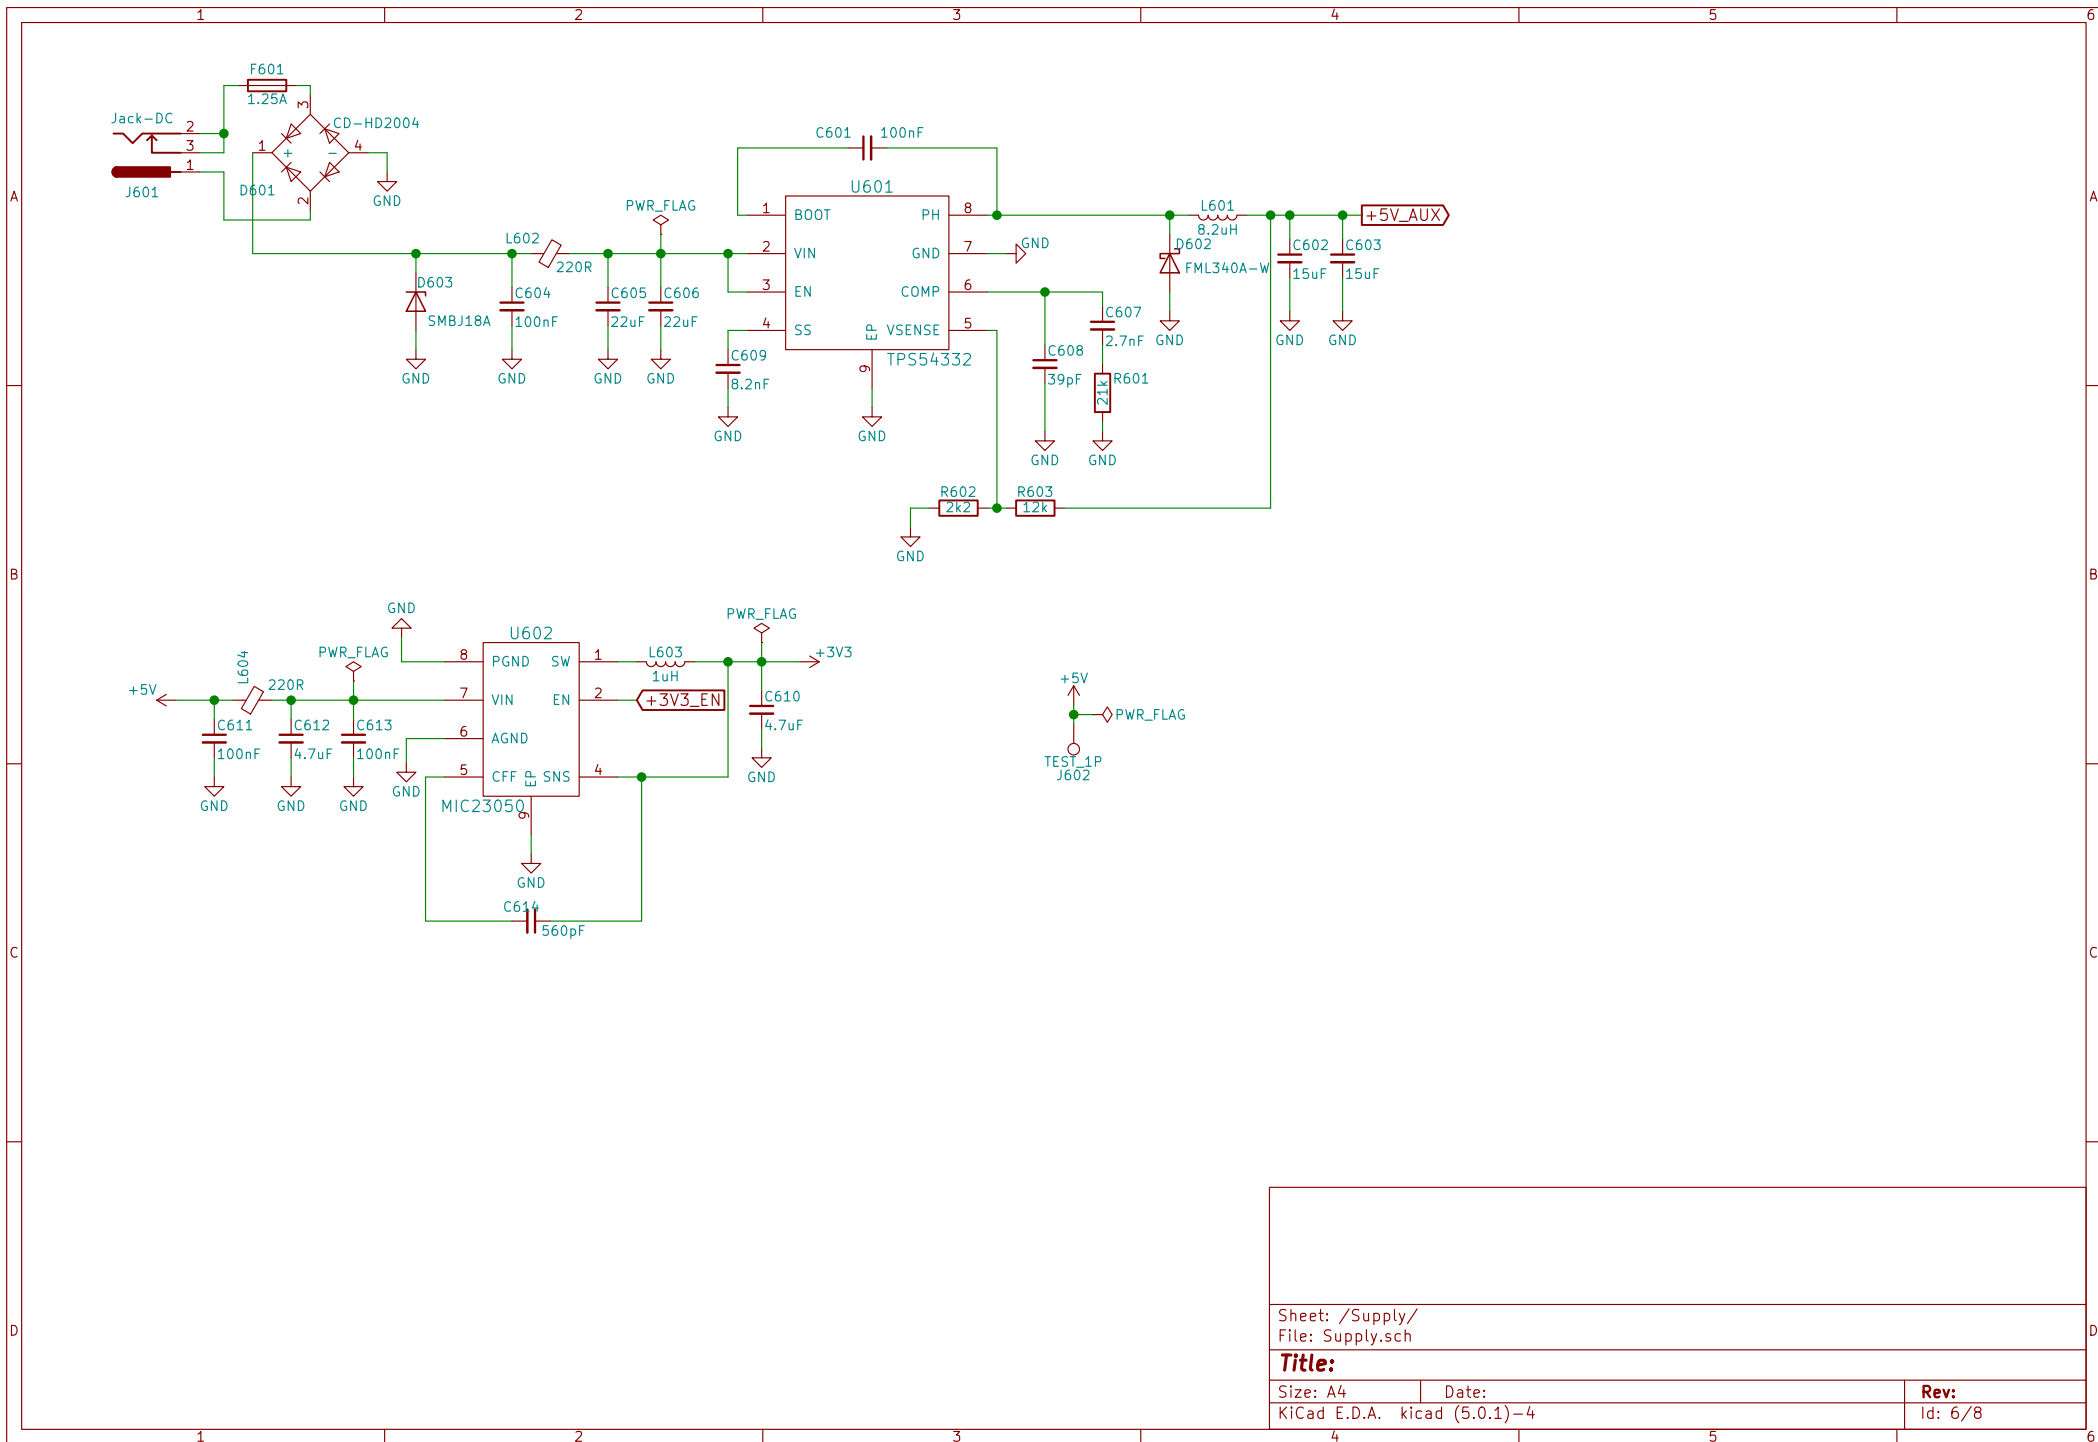 1 2 3 4 5 6
A
B
C
D
A
B
C
D
F601
1.25A
Jack-DC
2
3
1
J601
3
CD-HD2004
1
+
-
4
D601
2
GND
C601 100nF
U601
1 BOOT
2 VIN
3 EN
4 SS
PH 8
GND 7
COMP 6
VSENSE 5
EP
9
TPS54332
GND
PWR_FLAG
L602
220R
D603
SMBJ18A
GND
C604
100nF
GND
C605
22uF
GND
C606
22uF
GND
C609
8.2nF
GND
GND
L601
8.2uH
+5V_AUX
D602
FML340A-W
GND
C602
15uF
GND
C603
15uF
GND
C607
2.7nF
C608
39pF
GND
R601
21k
GND
R602
2k2
R603
12k
GND
GND
U602
8 PGND
7 VIN
6 AGND
5 CFF
SW 1
EN 2
SNS 4
EP
9
MIC23050
GND
PWR_FLAG
L604
220R
+5V
C611
100nF
GND
C612
4.7uF
GND
C613
100nF
GND
GND
L603
1uH
PWR_FLAG
+3V3
+3V3_EN
C610
4.7uF
GND
C614
560pF
+5V
PWR_FLAG
TEST_1P
J602
Sheet: /Supply/
File: Supply.sch
Title:
Size: A4 Date: Rev:
KiCad E.D.A. kicad (5.0.1)-4 Id: 6/8
1 2 3 4 5 6